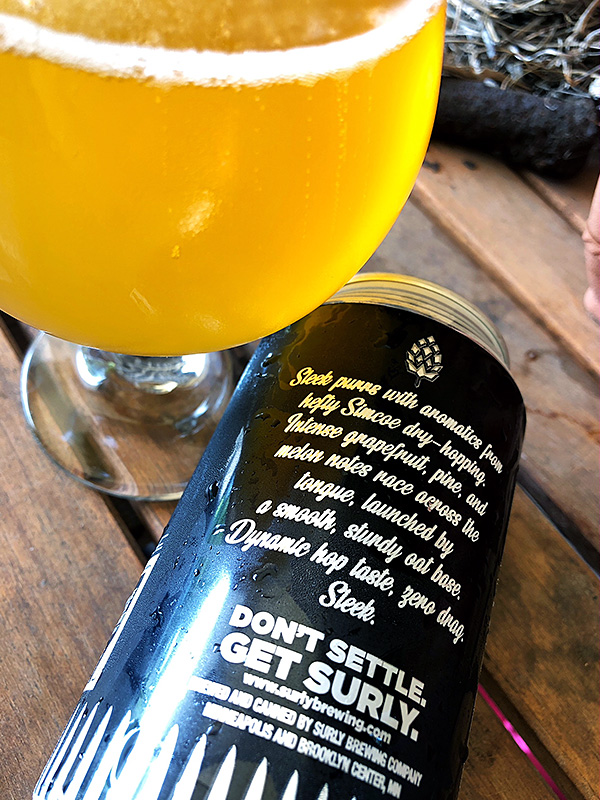 Sleek purrs with aromatics from
hefty Simcoe dry-hopping.
Intense grapefruit, pine, and
melon notes race across the
tongue, launched by
a smooth, sturdy oat base.
Dynamic hop taste, zero drag.
Sleek.
DON'T SETTLE.
GET SURLY.
www.surlybrewing.com
BREWED AND CANNED BY SURLY BREWING COMPANY
MINNEAPOLIS AND BROOKLYN CENTER, MN